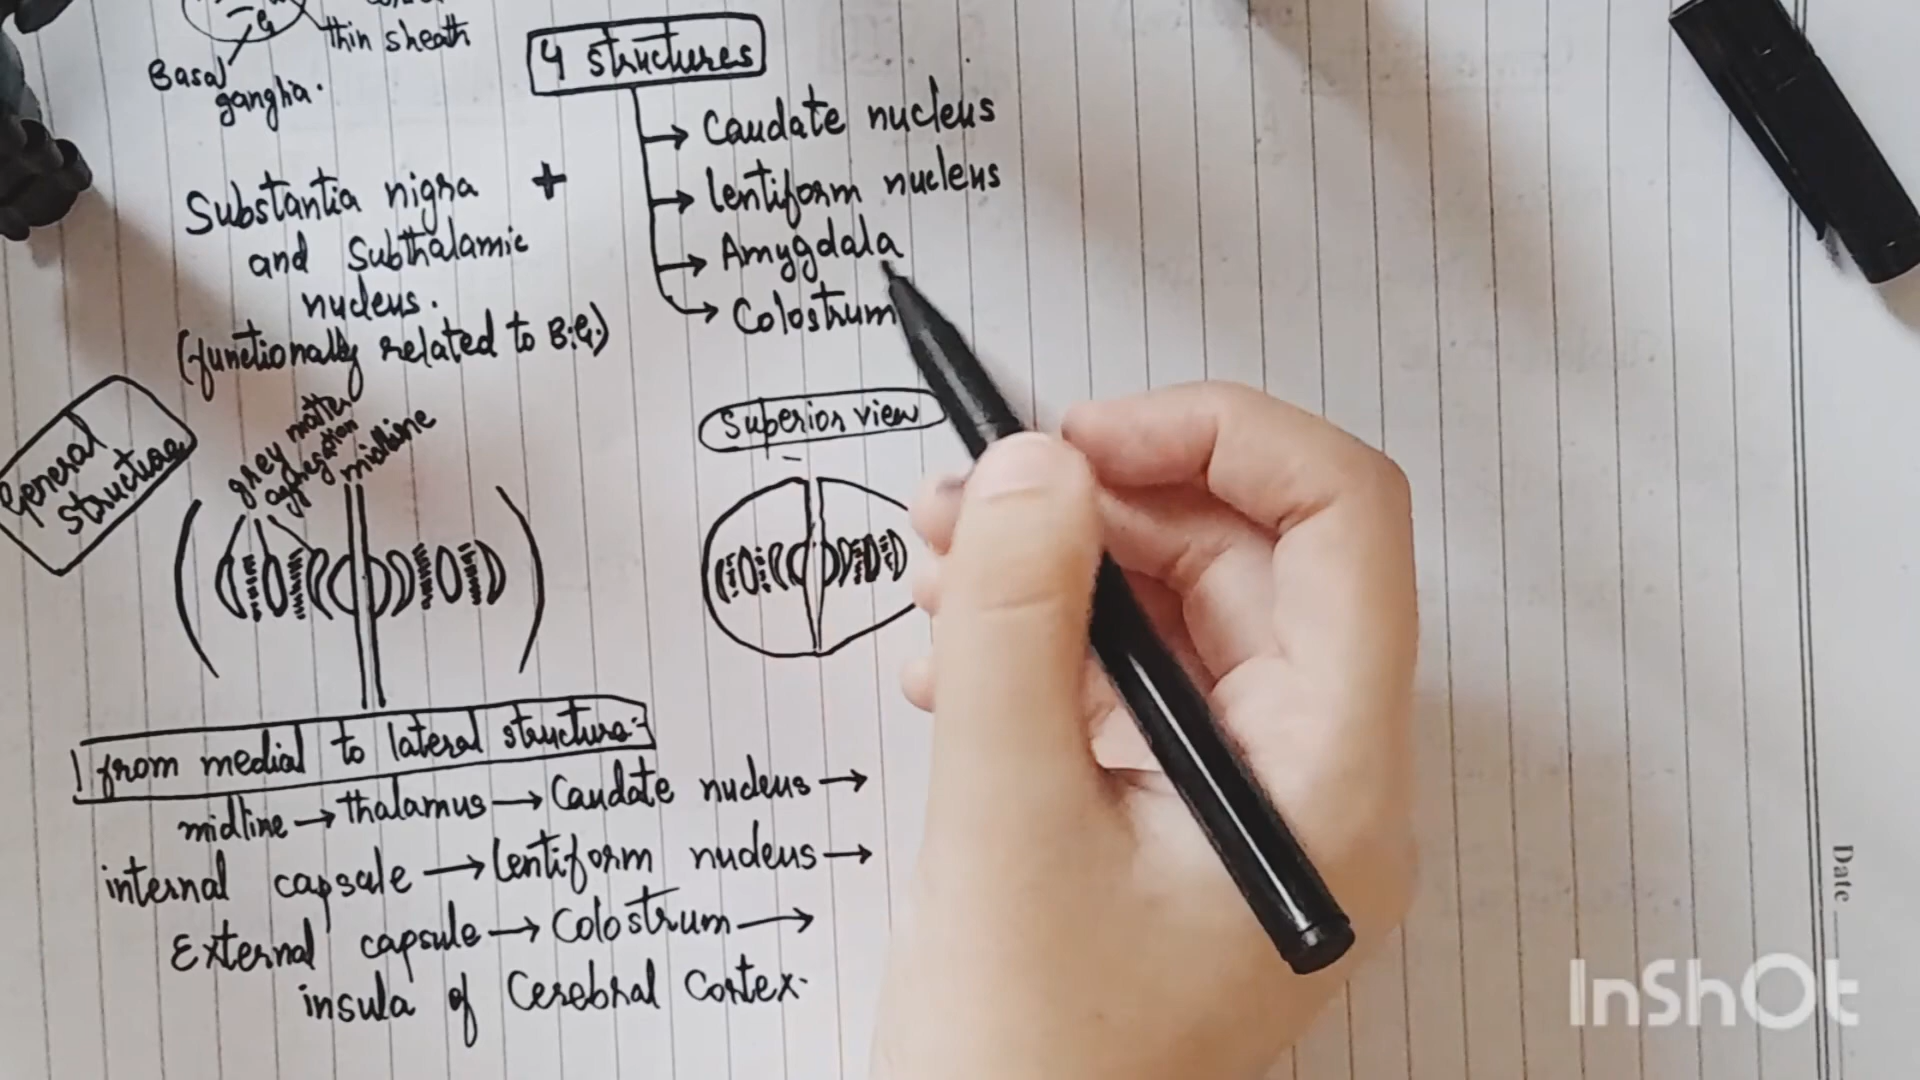 thin sheath
Basal
ganglia.
4 structures
Caudate nucleus
lentiform nucleus
Amygdala
Colostrum
Substantia nigra +
and Subthalamic
nucleus.
(functionally related to B.G.)
General
structure
grey matter
aggregation
midline
Superior view
from medial to lateral structure:-
midline → thalamus → Caudate nucleus →
internal capsule → lentiform nucleus →
External capsule → Colostrum →
insula of Cerebral Cortex.
Date
InShOt